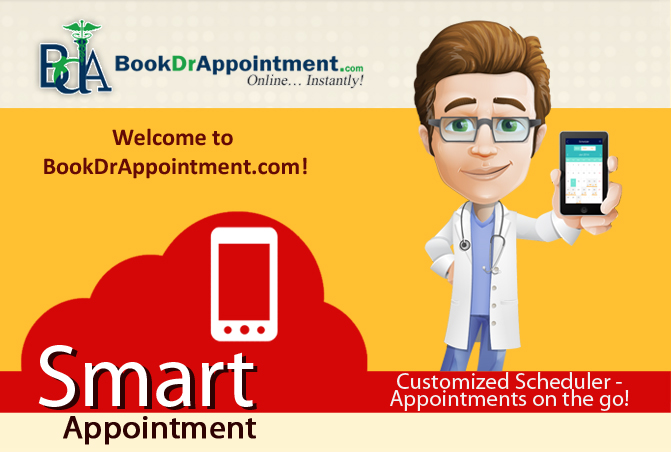 BdA BookDrAppointment.com
Online... Instantly!
Welcome to
BookDrAppointment.com!
Smart
Appointment
Customized Scheduler -
Appointments on the go!